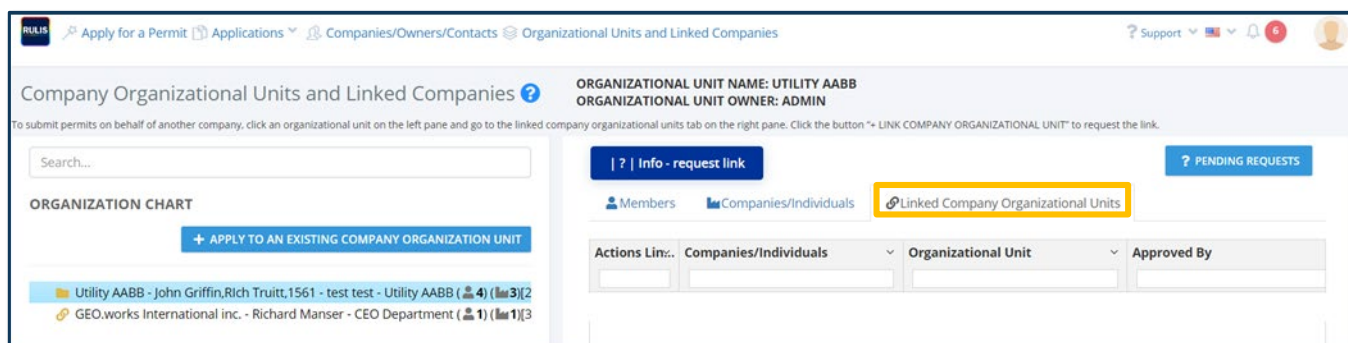 RULIS Apply for a Permit Applications Companies/Owners/Contacts Organizational Units and Linked Companies ? Support 6
Company Organizational Units and Linked Companies ?
ORGANIZATIONAL UNIT NAME: UTILITY AABB
ORGANIZATIONAL UNIT OWNER: ADMIN
To submit permits on behalf of another company, click an organizational unit on the left pane and go to the linked company organizational units tab on the right pane. Click the button "+ LINK COMPANY ORGANIZATIONAL UNIT" to request the link.
Search...
ORGANIZATION CHART
+ APPLY TO AN EXISTING COMPANY ORGANIZATION UNIT
Utility AABB - John Griffin,RIch Truitt,1561 - test test - Utility AABB ( 4) ( 3)[2
GEO.works International inc. - Richard Manser - CEO Department ( 1) ( 1)[3
| ? | Info - request link
? PENDING REQUESTS
Members Companies/Individuals Linked Company Organizational Units
Actions Lin... Companies/Individuals Organizational Unit Approved By